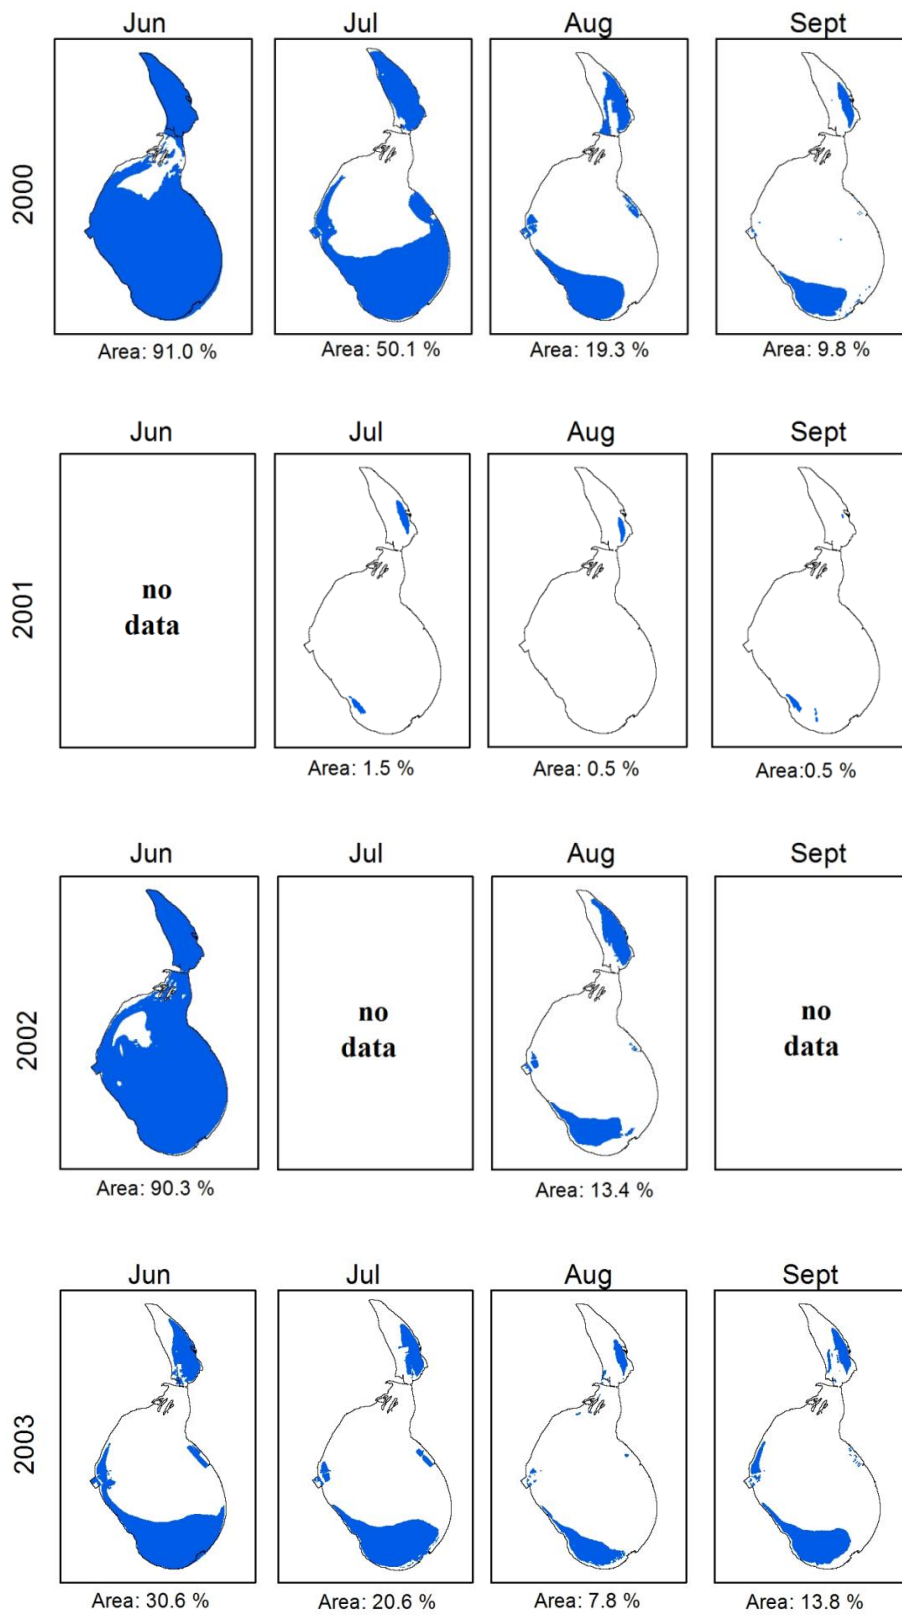 Jun Jul Aug Sept
2000
Area: 91.0 % Area: 50.1 % Area: 19.3 % Area: 9.8 %
Jun Jul Aug Sept
2001
no
data
Area: 1.5 % Area: 0.5 % Area:0.5 %
Jun Jul Aug Sept
2002
no
data
no
data
Area: 90.3 % Area: 13.4 %
Jun Jul Aug Sept
2003
Area: 30.6 % Area: 20.6 % Area: 7.8 % Area: 13.8 %